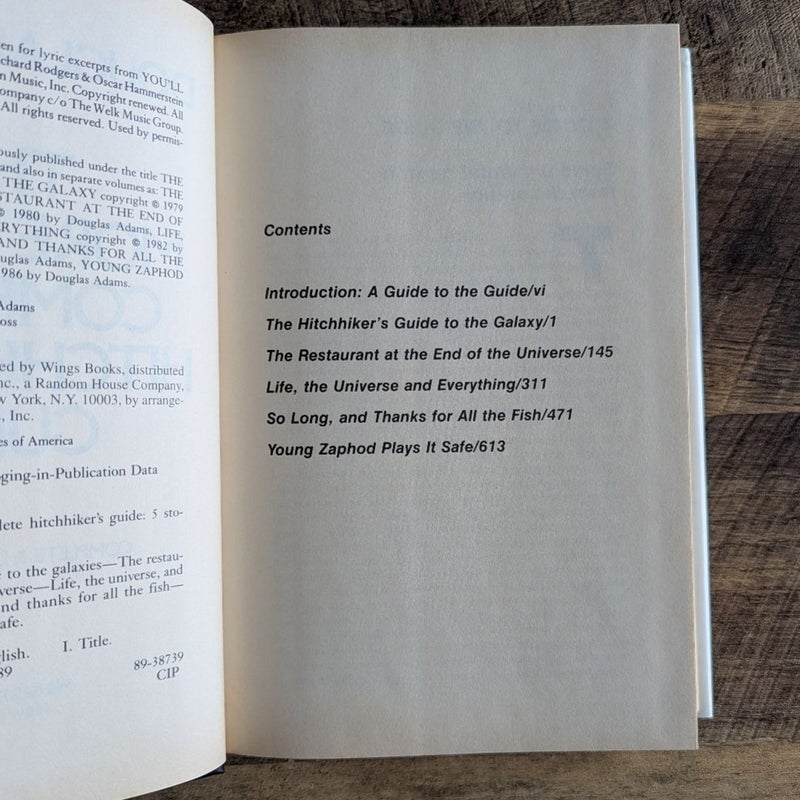 en for lyric excerpts from YOU'LL
chard Rodgers & Oscar Hammerstein
n Music, Inc. Copyright renewed. All
ompany c/o The Welk Music Group.
All rights reserved. Used by permis-
ously published under the title THE
and also in separate volumes as: THE
THE GALAXY copyright © 1979
STAURANT AT THE END OF
© 1980 by Douglas Adams, LIFE,
ERYTHING copyright © 1982 by
AND THANKS FOR ALL THE
uglas Adams, YOUNG ZAPHOD
986 by Douglas Adams.
Adams
oss
ed by Wings Books, distributed
nc., a Random House Company,
w York, N.Y. 10003, by arrange-
, Inc.
es of America
ging-in-Publication Data
lete hitchhiker's guide: 5 sto-
to the galaxies—The restau-
verse—Life, the universe, and
nd thanks for all the fish—
afe.
lish. I. Title.
89 89-38739
CIP
Contents
Introduction: A Guide to the Guide/vi
The Hitchhiker's Guide to the Galaxy/1
The Restaurant at the End of the Universe/145
Life, the Universe and Everything/311
So Long, and Thanks for All the Fish/471
Young Zaphod Plays It Safe/613